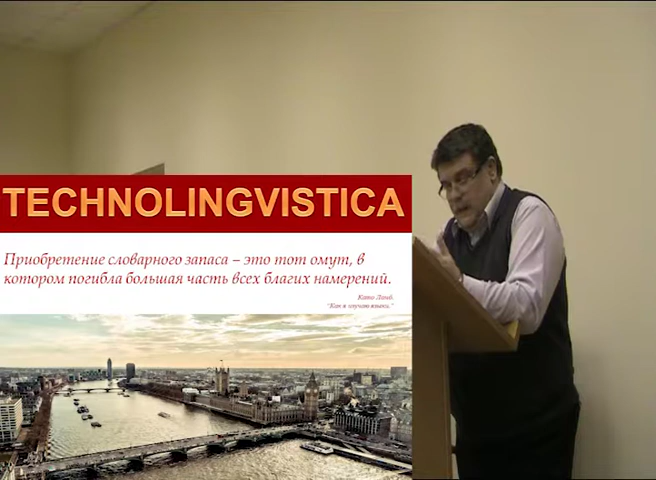 TECHNOLINGVISTICA
Приобретение словарного запаса – это тот омут, в
котором погибла большая часть всех благих намерений.
Като Ломб.
"Как я изучаю языки."